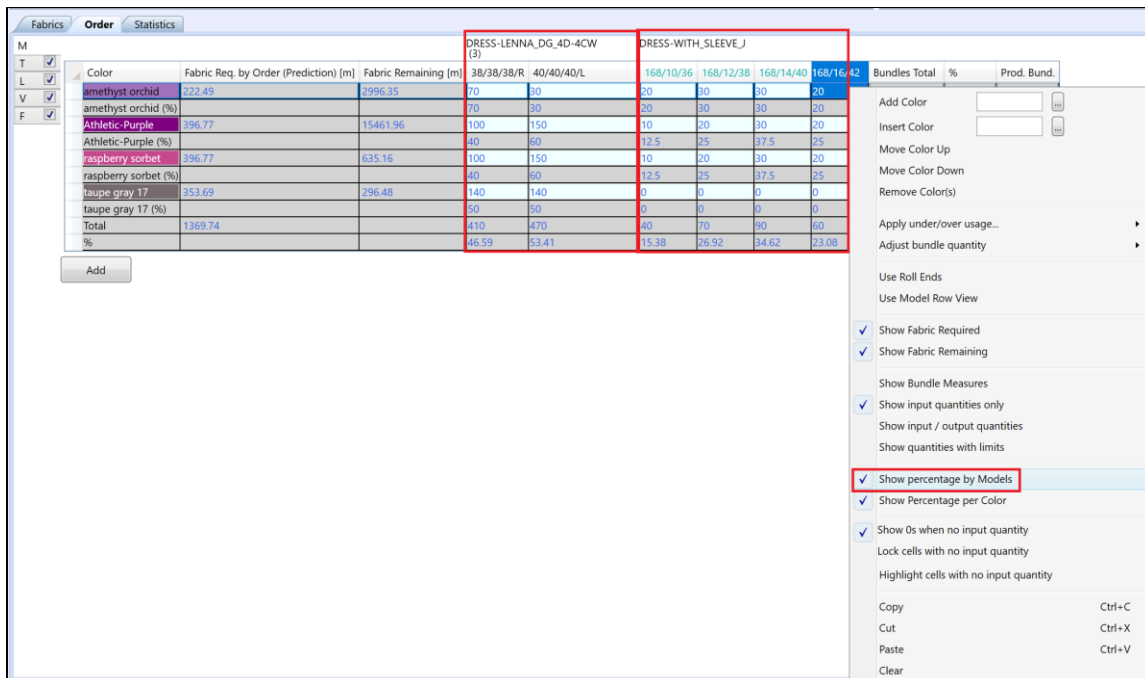 Fabrics Order Statistics
M
T
L
V
F
DRESS-LENNA_DG_4D-4CW DRESS-WITH_SLEEVE_J
(3)
Color Fabric Req. by Order (Prediction) [m] Fabric Remaining [m] 38/38/38/R 40/40/40/L 168/10/36 168/12/38 168/14/40 168/16/42 Bundles Total % Prod. Bund.
amethyst orchid 222.49 2996.35 70 30 20 30 30 20
amethyst orchid (%) 70 30 20 30 30 20
Athletic-Purple 396.77 15461.96 100 150 10 20 30 20
Athletic-Purple (%) 40 60 12.5 25 37.5 25
raspberry sorbet 396.77 635.16 100 150 10 20 30 20
raspberry sorbet (%) 40 60 12.5 25 37.5 25
taupe gray 17 353.69 296.48 140 140 0 0 0 0
taupe gray 17 (%) 50 50 0 0 0 0
Total 1369.74 410 470 40 70 90 60
% 46.59 53.41 15.38 26.92 34.62 23.08
Add
Add Color ...
Insert Color ...
Move Color Up
Move Color Down
Remove Color(s)
Apply under/over usage...
Adjust bundle quantity
Use Roll Ends
Use Model Row View
Show Fabric Required
Show Fabric Remaining
Show Bundle Measures
Show input quantities only
Show input / output quantities
Show quantities with limits
Show percentage by Models
Show Percentage per Color
Show 0s when no input quantity
Lock cells with no input quantity
Highlight cells with no input quantity
Copy Ctrl+C
Cut Ctrl+X
Paste Ctrl+V
Clear